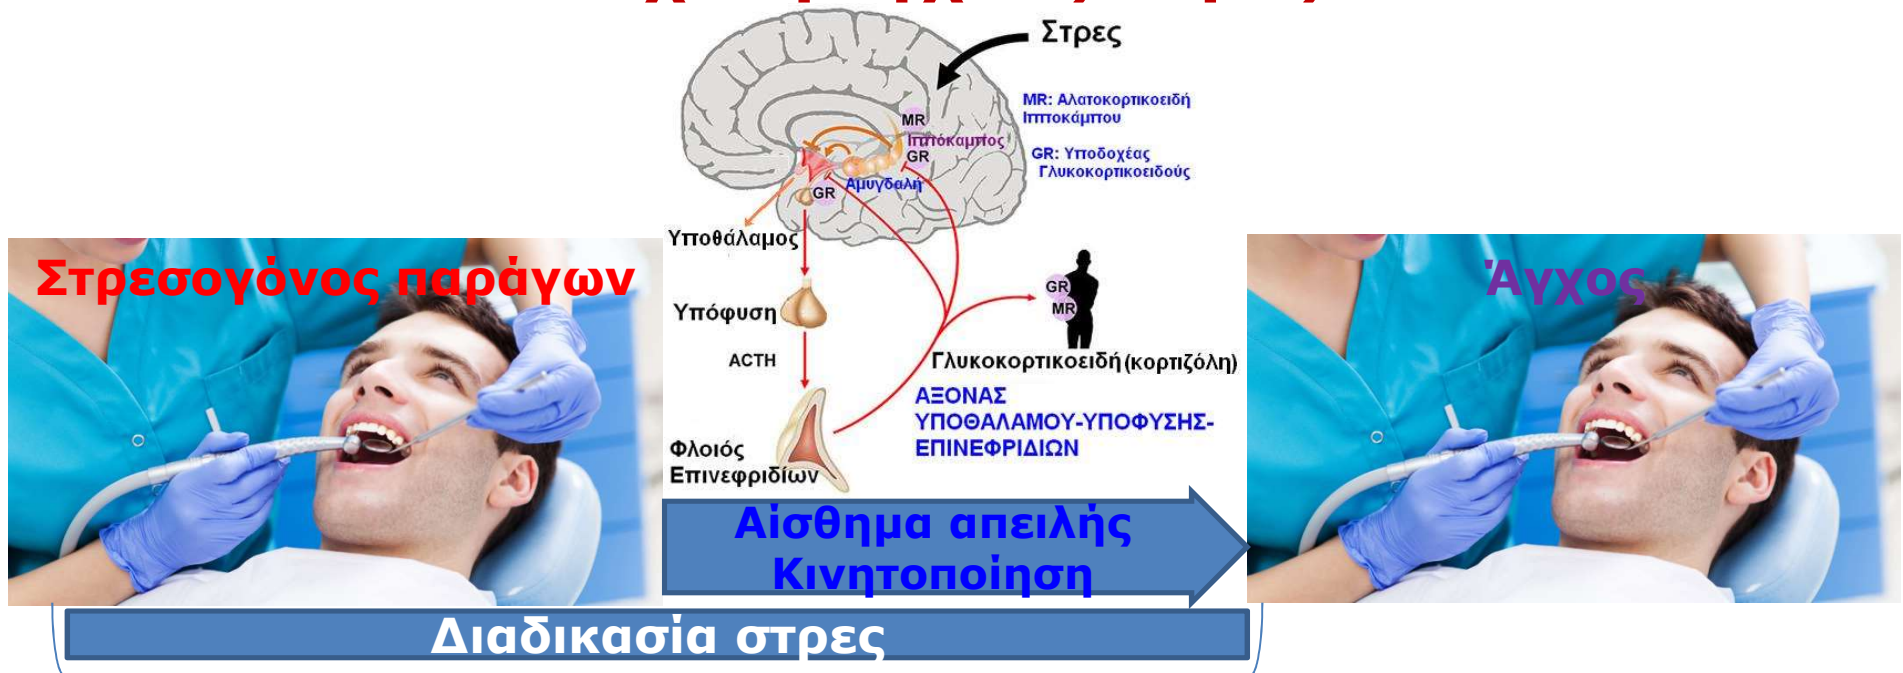 Στρες
MR: Αλατοκορτικοειδή
Ιπποκάμπου
MR
Ιππόκαμπος
GR
GR: Υποδοχέας
Γλυκοκορτικοειδούς
Αμυγδαλή
GR
Υποθάλαμος
Στρεσογόνος παράγων
Άγχος
GR
MR
Υπόφυση
ACTH
Γλυκοκορτικοειδή (κορτιζόλη)
ΑΞΟΝΑΣ
ΥΠΟΘΑΛΑΜΟΥ-ΥΠΟΦΥΣΗΣ-
ΕΠΙΝΕΦΡΙΔΙΩΝ
Φλοιός
Επινεφριδίων
Αίσθημα απειλής
Κινητοποίηση
Διαδικασία στρες